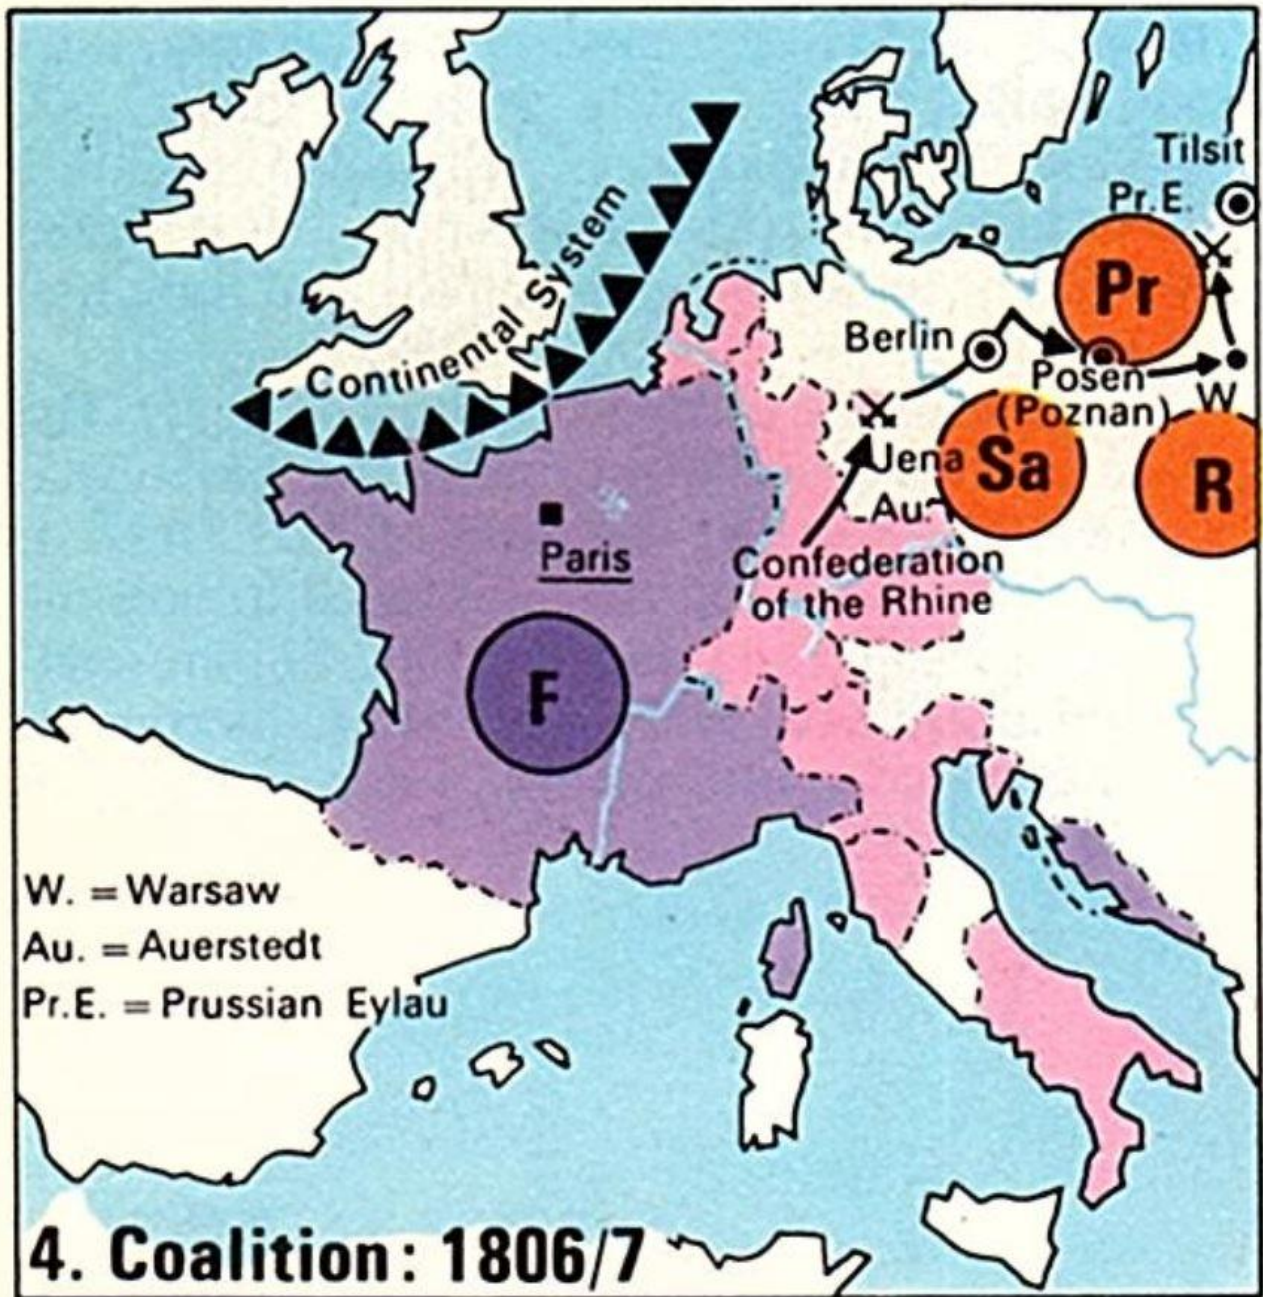 Tilsit
Pr.E.
Pr
Continental System
Berlin
Posen
(Poznan)
W
Jena
Sa
R
Au.
Paris
Confederation
of the Rhine
F
W. = Warsaw
Au. = Auerstedt
Pr.E. = Prussian Eylau
4. Coalition: 1806/7